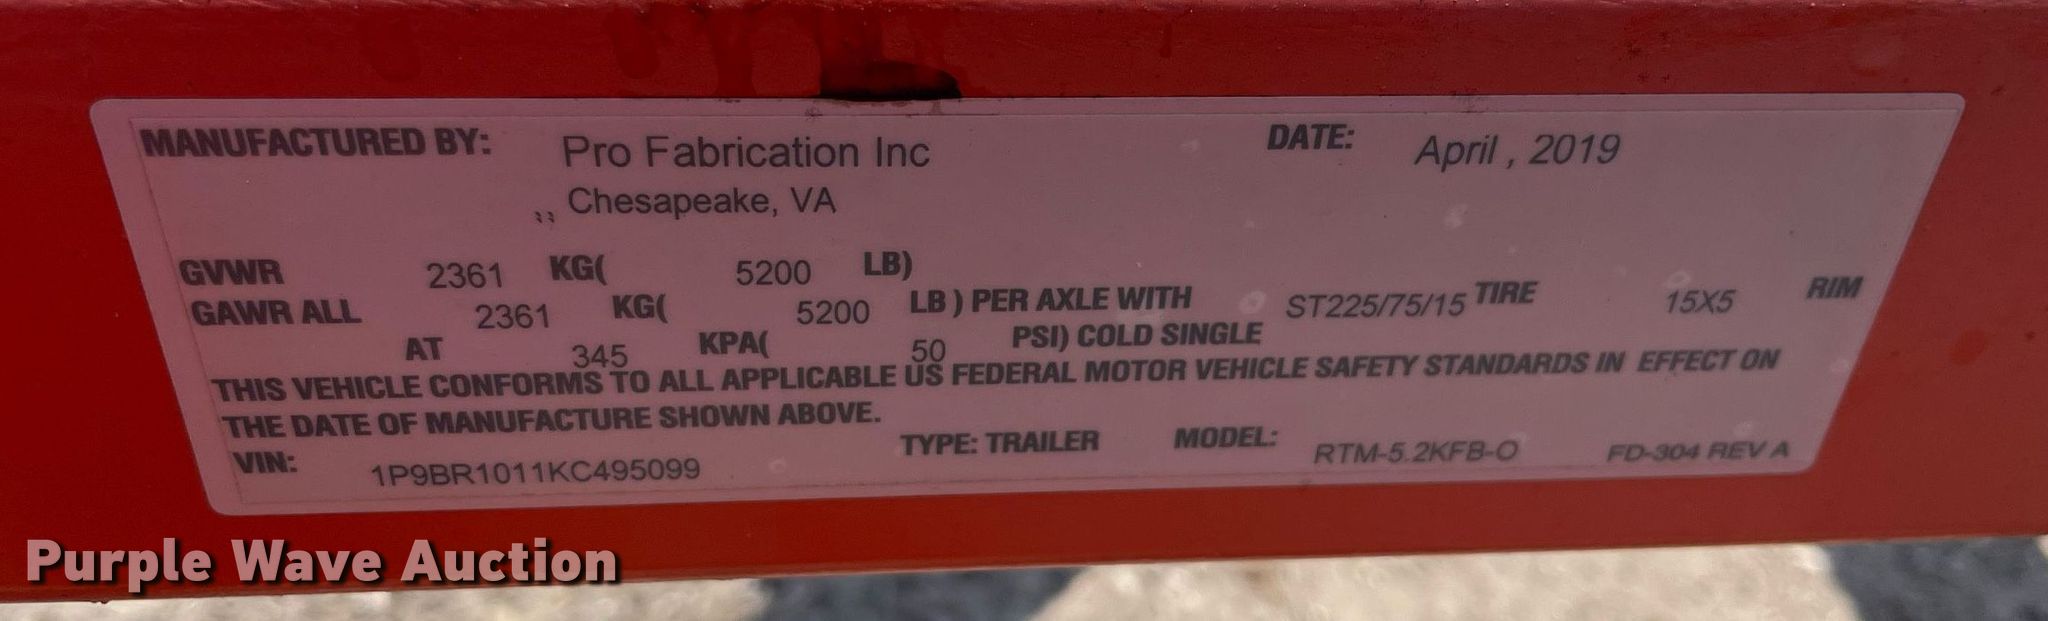 MANUFACTURED BY: Pro Fabrication Inc DATE: April , 2019
,, Chesapeake, VA
GVWR 2361 KG( 5200 LB)
GAWR ALL 2361 KG( 5200 LB ) PER AXLE WITH ST225/75/15 TIRE 15X5 RIM
AT 345 KPA( 50 PSI) COLD SINGLE
THIS VEHICLE CONFORMS TO ALL APPLICABLE US FEDERAL MOTOR VEHICLE SAFETY STANDARDS IN EFFECT ON
THE DATE OF MANUFACTURE SHOWN ABOVE.
VIN: 1P9BR1011KC495099 TYPE: TRAILER MODEL: RTM-5.2KFB-O FD-304 REV A
Purple Wave Auction